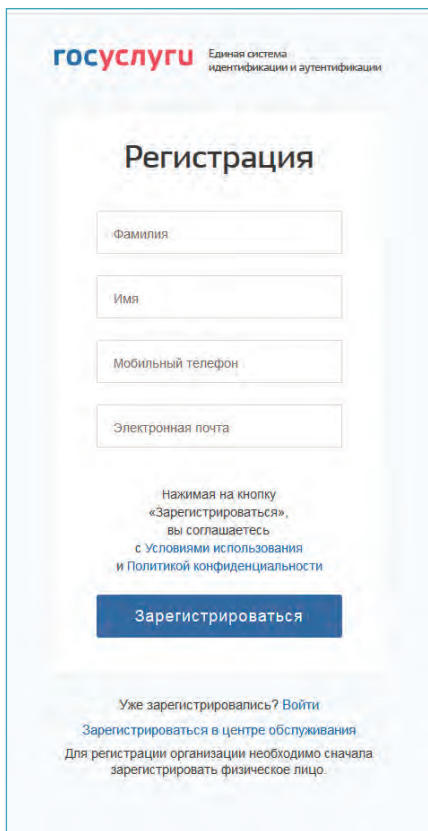 госуслуги
Единая система
идентификации и аутентификации
Регистрация
Фамилия
Имя
Мобильный телефон
Электронная почта
Нажимая на кнопку
«Зарегистрироваться»,
вы соглашаетесь
с Условиями использования
и Политикой конфиденциальности
Зарегистрироваться
Уже зарегистрировались? Войти
Зарегистрироваться в центре обслуживания
Для регистрации организации необходимо сначала
зарегистрировать физическое лицо.